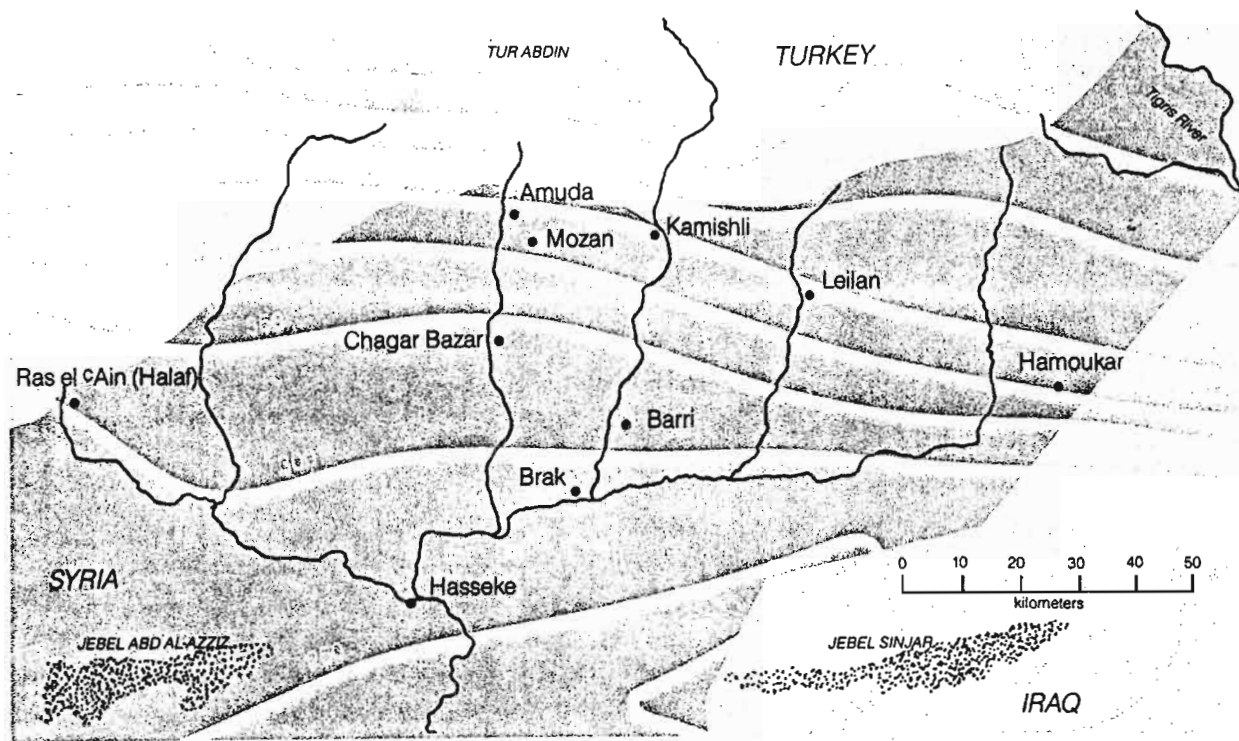 TUR ABDIN
TURKEY
Tigris River
Amuda
Mozan
Kamishli
Leilan
Chagar Bazar
Ras el ᶜAin (Halaf)
Hamoukar
Barri
Brak
SYRIA
Hasseke
0 10 20 30 40 50
kilometers
JEBEL ABD AL-AZZIZ
JEBEL SINJAR
IRAQ